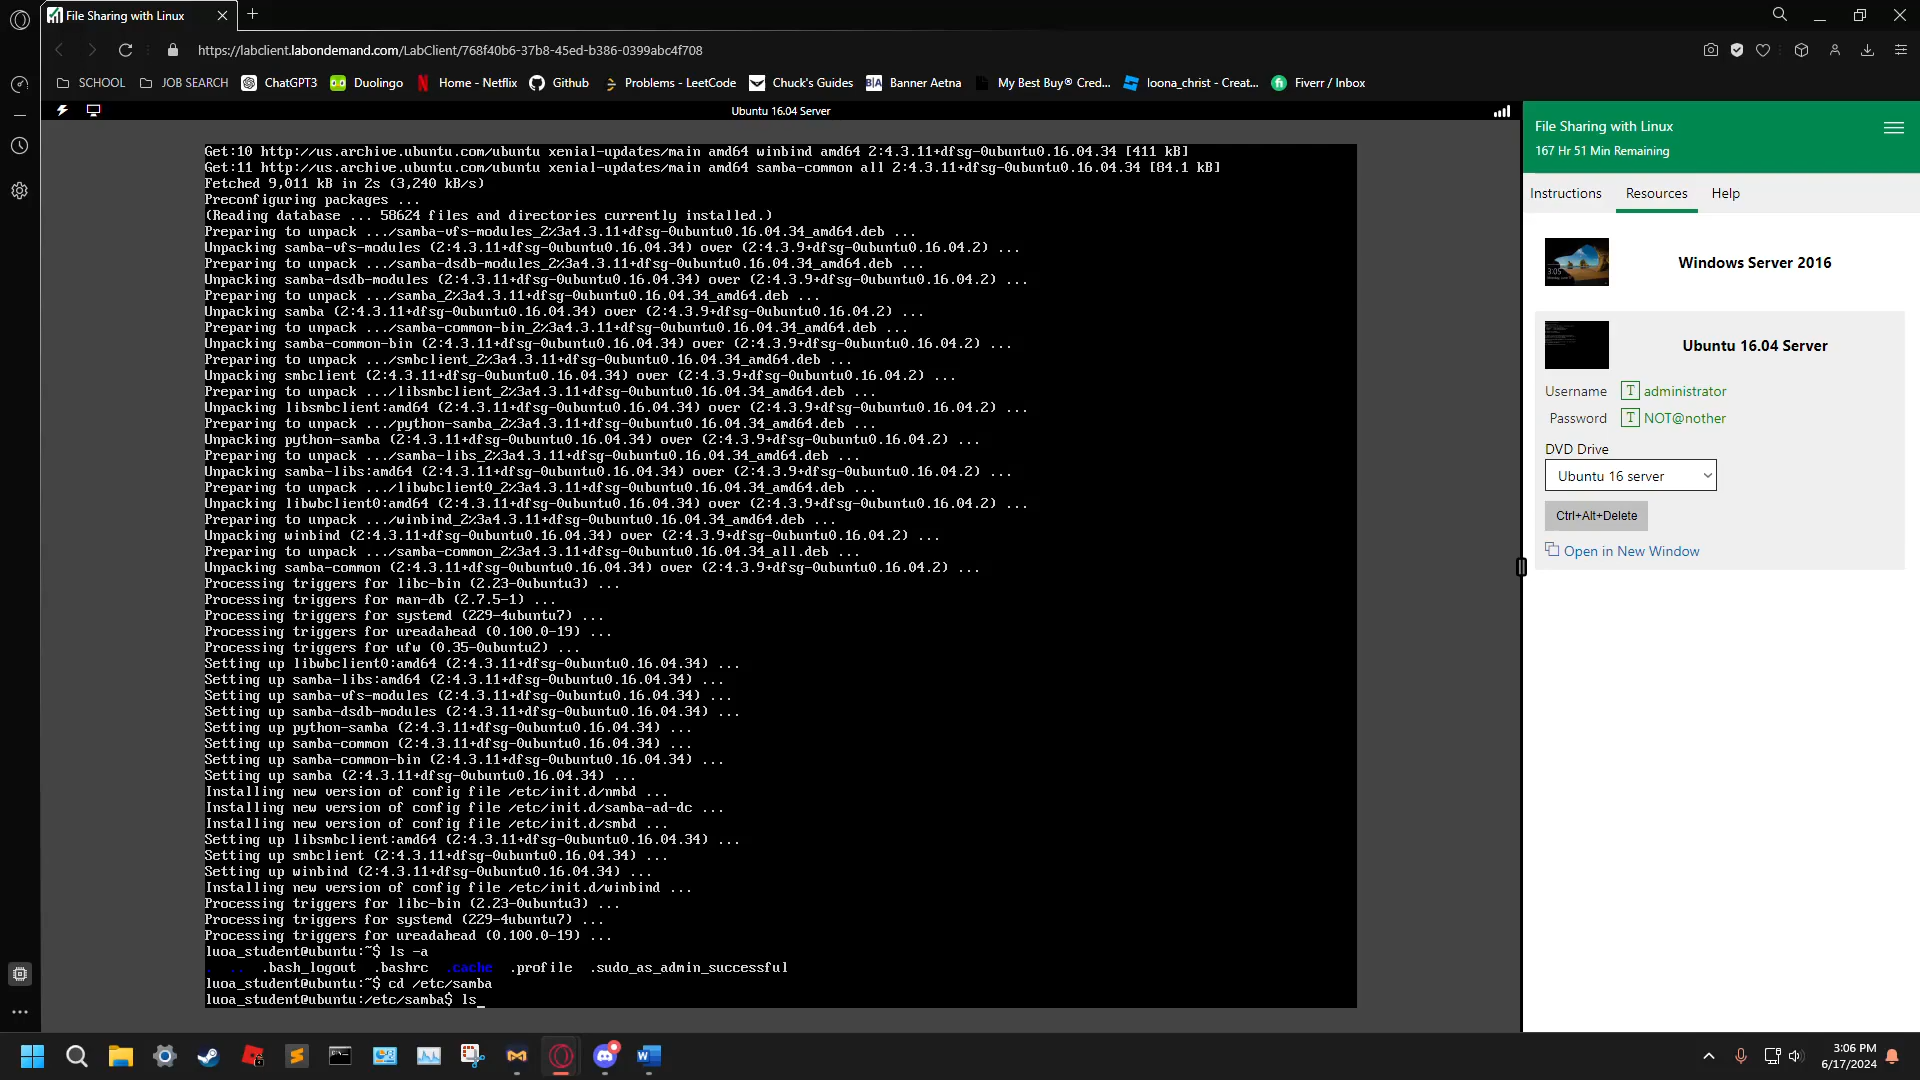 File Sharing with Linux
https://labclient.labondemand.com/LabClient/768f40b6-37b8-45ed-b386-0399abc4f708
SCHOOL JOB SEARCH ChatGPT3 Duolingo Home - Netflix Github Problems - LeetCode Chuck's Guides B|A Banner Aetna My Best Buy® Cred... loona_christ - Creat... Fiverr / Inbox
Ubuntu 16.04 Server
Get:10 http://us.archive.ubuntu.com/ubuntu xenial-updates/main amd64 winbind amd64 2:4.3.11+dfsg-0ubuntu0.16.04.34 [411 kB]
Get:11 http://us.archive.ubuntu.com/ubuntu xenial-updates/main amd64 samba-common all 2:4.3.11+dfsg-0ubuntu0.16.04.34 [84.1 kB]
Fetched 9,011 kB in 2s (3,240 kB/s)
Preconfiguring packages ...
(Reading database ... 58624 files and directories currently installed.)
Preparing to unpack .../samba-vfs-modules_2%3a4.3.11+dfsg-0ubuntu0.16.04.34_amd64.deb ...
Unpacking samba-vfs-modules (2:4.3.11+dfsg-0ubuntu0.16.04.34) over (2:4.3.9+dfsg-0ubuntu0.16.04.2) ...
Preparing to unpack .../samba-dsdb-modules_2%3a4.3.11+dfsg-0ubuntu0.16.04.34_amd64.deb ...
Unpacking samba-dsdb-modules (2:4.3.11+dfsg-0ubuntu0.16.04.34) over (2:4.3.9+dfsg-0ubuntu0.16.04.2) ...
Preparing to unpack .../samba_2%3a4.3.11+dfsg-0ubuntu0.16.04.34_amd64.deb ...
Unpacking samba (2:4.3.11+dfsg-0ubuntu0.16.04.34) over (2:4.3.9+dfsg-0ubuntu0.16.04.2) ...
Preparing to unpack .../samba-common-bin_2%3a4.3.11+dfsg-0ubuntu0.16.04.34_amd64.deb ...
Unpacking samba-common-bin (2:4.3.11+dfsg-0ubuntu0.16.04.34) over (2:4.3.9+dfsg-0ubuntu0.16.04.2) ...
Preparing to unpack .../smbclient_2%3a4.3.11+dfsg-0ubuntu0.16.04.34_amd64.deb ...
Unpacking smbclient (2:4.3.11+dfsg-0ubuntu0.16.04.34) over (2:4.3.9+dfsg-0ubuntu0.16.04.2) ...
Preparing to unpack .../libsmbclient_2%3a4.3.11+dfsg-0ubuntu0.16.04.34_amd64.deb ...
Unpacking libsmbclient:amd64 (2:4.3.11+dfsg-0ubuntu0.16.04.34) over (2:4.3.9+dfsg-0ubuntu0.16.04.2) ...
Preparing to unpack .../python-samba_2%3a4.3.11+dfsg-0ubuntu0.16.04.34_amd64.deb ...
Unpacking python-samba (2:4.3.11+dfsg-0ubuntu0.16.04.34) over (2:4.3.9+dfsg-0ubuntu0.16.04.2) ...
Preparing to unpack .../samba-libs_2%3a4.3.11+dfsg-0ubuntu0.16.04.34_amd64.deb ...
Unpacking samba-libs:amd64 (2:4.3.11+dfsg-0ubuntu0.16.04.34) over (2:4.3.9+dfsg-0ubuntu0.16.04.2) ...
Preparing to unpack .../libwbclient0_2%3a4.3.11+dfsg-0ubuntu0.16.04.34_amd64.deb ...
Unpacking libwbclient0:amd64 (2:4.3.11+dfsg-0ubuntu0.16.04.34) over (2:4.3.9+dfsg-0ubuntu0.16.04.2) ...
Preparing to unpack .../winbind_2%3a4.3.11+dfsg-0ubuntu0.16.04.34_amd64.deb ...
Unpacking winbind (2:4.3.11+dfsg-0ubuntu0.16.04.34) over (2:4.3.9+dfsg-0ubuntu0.16.04.2) ...
Preparing to unpack .../samba-common_2%3a4.3.11+dfsg-0ubuntu0.16.04.34_all.deb ...
Unpacking samba-common (2:4.3.11+dfsg-0ubuntu0.16.04.34) over (2:4.3.9+dfsg-0ubuntu0.16.04.2) ...
Processing triggers for libc-bin (2.23-0ubuntu3) ...
Processing triggers for man-db (2.7.5-1) ...
Processing triggers for systemd (229-4ubuntu7) ...
Processing triggers for ureadahead (0.100.0-19) ...
Processing triggers for ufw (0.35-0ubuntu2) ...
Setting up libwbclient0:amd64 (2:4.3.11+dfsg-0ubuntu0.16.04.34) ...
Setting up samba-libs:amd64 (2:4.3.11+dfsg-0ubuntu0.16.04.34) ...
Setting up samba-vfs-modules (2:4.3.11+dfsg-0ubuntu0.16.04.34) ...
Setting up samba-dsdb-modules (2:4.3.11+dfsg-0ubuntu0.16.04.34) ...
Setting up python-samba (2:4.3.11+dfsg-0ubuntu0.16.04.34) ...
Setting up samba-common (2:4.3.11+dfsg-0ubuntu0.16.04.34) ...
Setting up samba-common-bin (2:4.3.11+dfsg-0ubuntu0.16.04.34) ...
Setting up samba (2:4.3.11+dfsg-0ubuntu0.16.04.34) ...
Installing new version of config file /etc/init.d/nmbd ...
Installing new version of config file /etc/init.d/samba-ad-dc ...
Installing new version of config file /etc/init.d/smbd ...
Setting up libsmbclient:amd64 (2:4.3.11+dfsg-0ubuntu0.16.04.34) ...
Setting up smbclient (2:4.3.11+dfsg-0ubuntu0.16.04.34) ...
Setting up winbind (2:4.3.11+dfsg-0ubuntu0.16.04.34) ...
Installing new version of config file /etc/init.d/winbind ...
Processing triggers for libc-bin (2.23-0ubuntu3) ...
Processing triggers for systemd (229-4ubuntu7) ...
Processing triggers for ureadahead (0.100.0-19) ...
luoa_student@ubuntu:~$ ls -a
. .. .bash_logout .bashrc .cache .profile .sudo_as_admin_successful
luoa_student@ubuntu:~$ cd /etc/samba
luoa_student@ubuntu:/etc/samba$ ls_
File Sharing with Linux
167 Hr 51 Min Remaining
Instructions Resources Help
3:05
Windows Server 2016
Ubuntu 16.04 Server
Username T administrator
Password T NOT@nother
DVD Drive
Ubuntu 16 server
Ctrl+Alt+Delete
Open in New Window
3:06 PM
6/17/2024